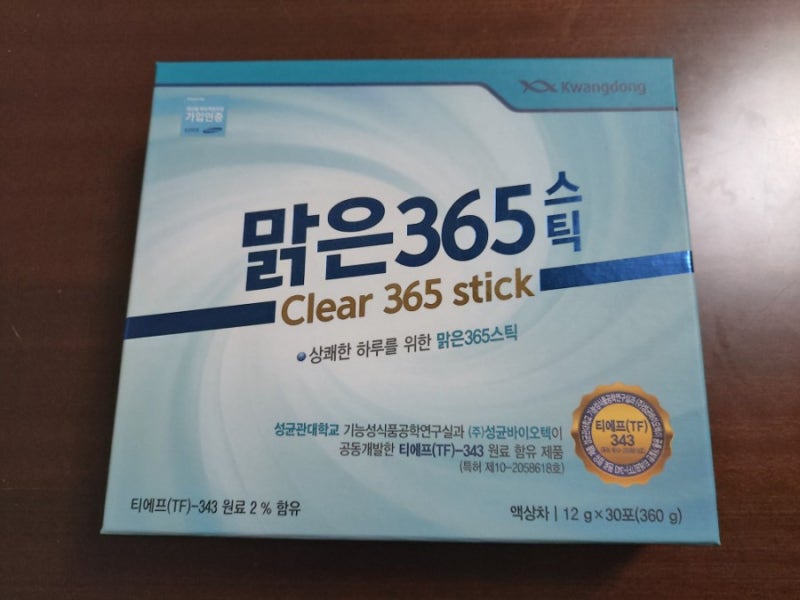 Kwangdong
가입인증
맑은365
스틱
Clear 365 stick
상쾌한 하루를 위한 맑은365스틱
성균관대학교 기능성식품공학연구실과 (주)성균바이오텍이
공동개발한 티에프(TF)-343 원료 함유 제품
(특허 제10-2058618호)
티에프(TF)
343
티에프(TF)-343 원료 2 % 함유
액상차 | 12 g×30포(360 g)